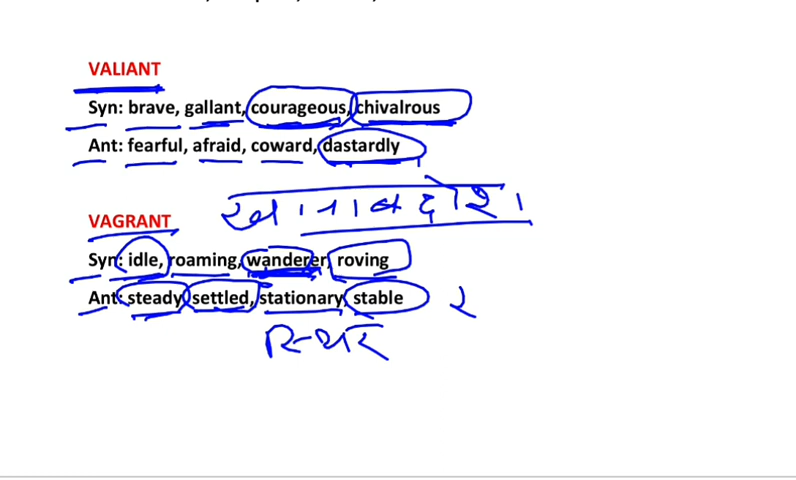 VALIANT
Syn: brave, gallant, courageous, chivalrous
Ant: fearful, afraid, coward, dastardly
VAGRANT
Syn: idle, roaming, wanderer, roving
Ant: steady, settled, stationary, stable